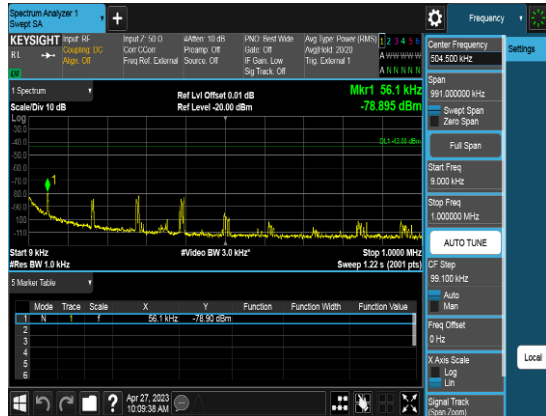 Spectrum Analyzer 1
Swept SA
+
Frequency
KEYSIGHT
RL
Input: RF
Coupling: DC
Align: Off
Input Z: 50 Ω
Corr CCorr
Freq Ref: External
#Atten: 10 dB
Preamp: Off
Source: Off
PNO: Best Wide
Gate: Off
IF Gain: Low
Sig Track: Off
Avg Type: Power (RMS)
Avg|Hold: 20/20
Trig: External 1
1 2 3 4 5 6
A W W W W W
A N N N N N
LV
1 Spectrum
Scale/Div 10 dB
Log
Ref Lvl Offset 0.01 dB
Ref Level -20.00 dBm
Mkr1 56.1 kHz
-78.895 dBm
DL1 -43.00 dBm
-30.0
-40.0
-50.0
-60.0
-70.0
-80.0
-90.0
-100
-110
1
Start 9 kHz
#Res BW 1.0 kHz
#Video BW 3.0 kHz*
Stop 1.0000 MHz
Sweep 1.22 s (2001 pts)
5 Marker Table
Mode Trace Scale X Y Function Function Width Function Value
1 N 1 f 56.1 kHz -78.90 dBm
2
3
4
5
6
Apr 27, 2023
10:09:38 AM
Center Frequency
504.500 kHz
Span
991.000000 kHz
Swept Span
Zero Span
Full Span
Start Freq
9.000 kHz
Stop Freq
1.000000 MHz
AUTO TUNE
CF Step
99.100 kHz
Auto
Man
Freq Offset
0 Hz
X Axis Scale
Log
Lin
Signal Track
(Span Zoom)
Settings
Local